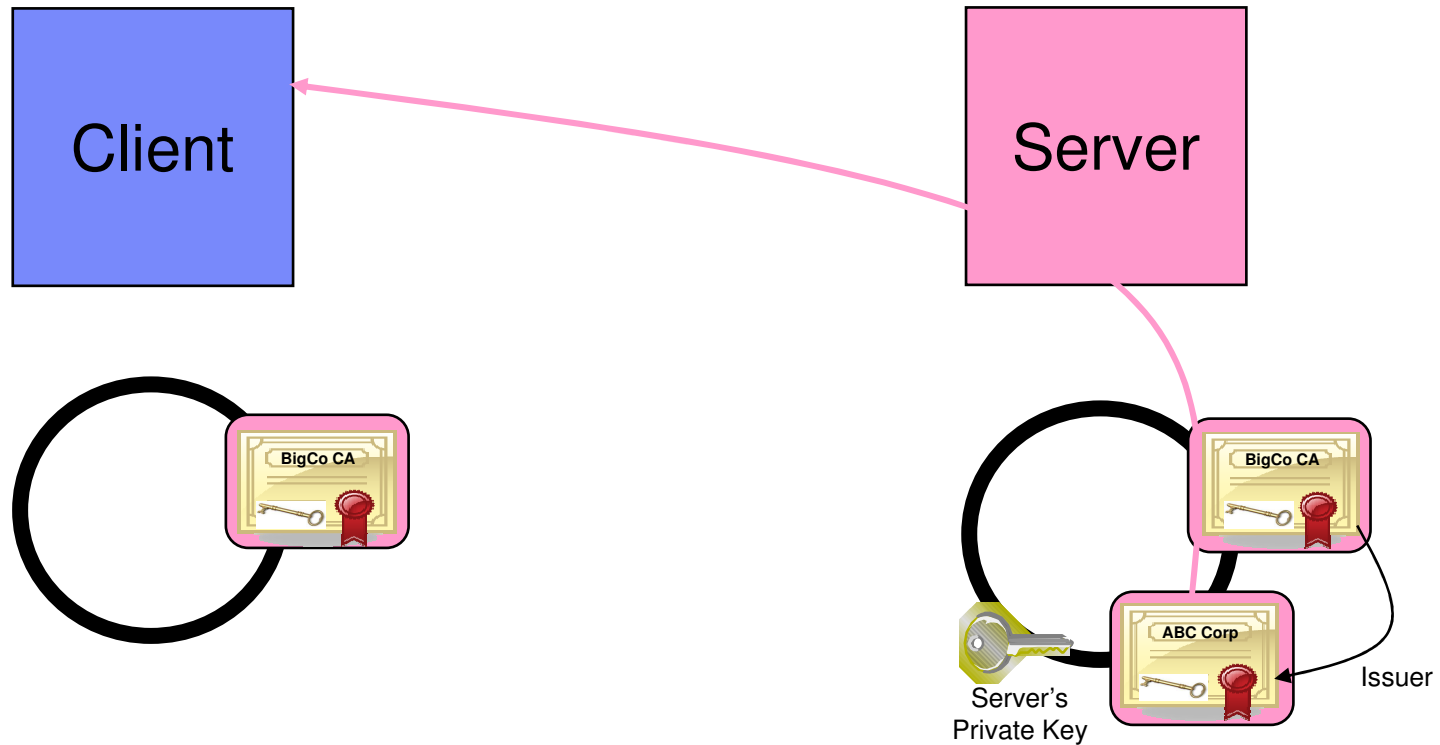 Client
Server
BigCo CA
BigCo CA
ABC Corp
Issuer
Server's
Private Key